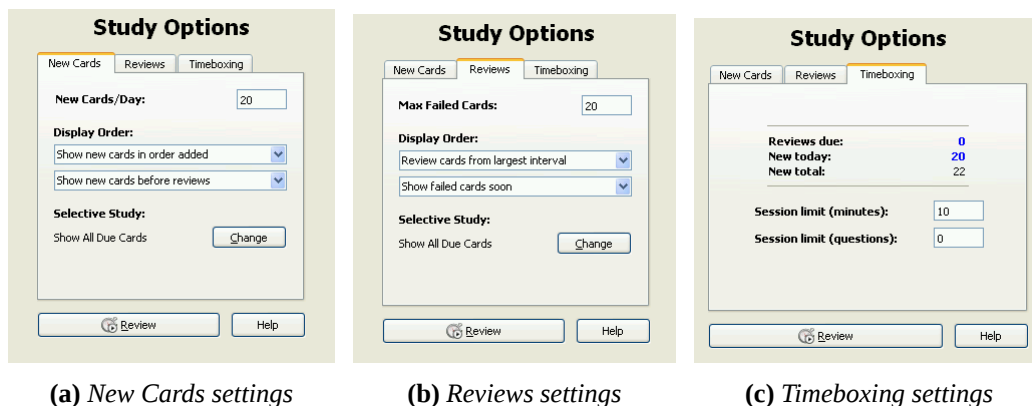 Study Options
New Cards Reviews Timeboxing
New Cards/Day: 20
Display Order:
Show new cards in order added
Show new cards before reviews
Selective Study:
Show All Due Cards Change
Review Help
(a) New Cards settings
Study Options
New Cards Reviews Timeboxing
Max Failed Cards: 20
Display Order:
Review cards from largest interval
Show failed cards soon
Selective Study:
Show All Due Cards Change
Review Help
(b) Reviews settings
Study Options
New Cards Reviews Timeboxing
Reviews due: 0
New today: 20
New total: 22
Session limit (minutes): 10
Session limit (questions): 0
Review Help
(c) Timeboxing settings